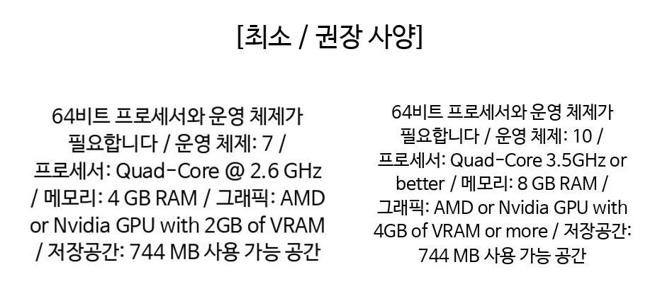 [최소 / 권장 사양]
64비트 프로세서와 운영 체제가
필요합니다 / 운영 체제: 7 /
프로세서: Quad-Core @ 2.6 GHz
/ 메모리: 4 GB RAM / 그래픽: AMD
or Nvidia GPU with 2GB of VRAM
/ 저장공간: 744 MB 사용 가능 공간
64비트 프로세서와 운영 체제가
필요합니다 / 운영 체제: 10 /
프로세서: Quad-Core 3.5GHz or
better / 메모리: 8 GB RAM /
그래픽: AMD or Nvidia GPU with
4GB of VRAM or more / 저장공간:
744 MB 사용 가능 공간